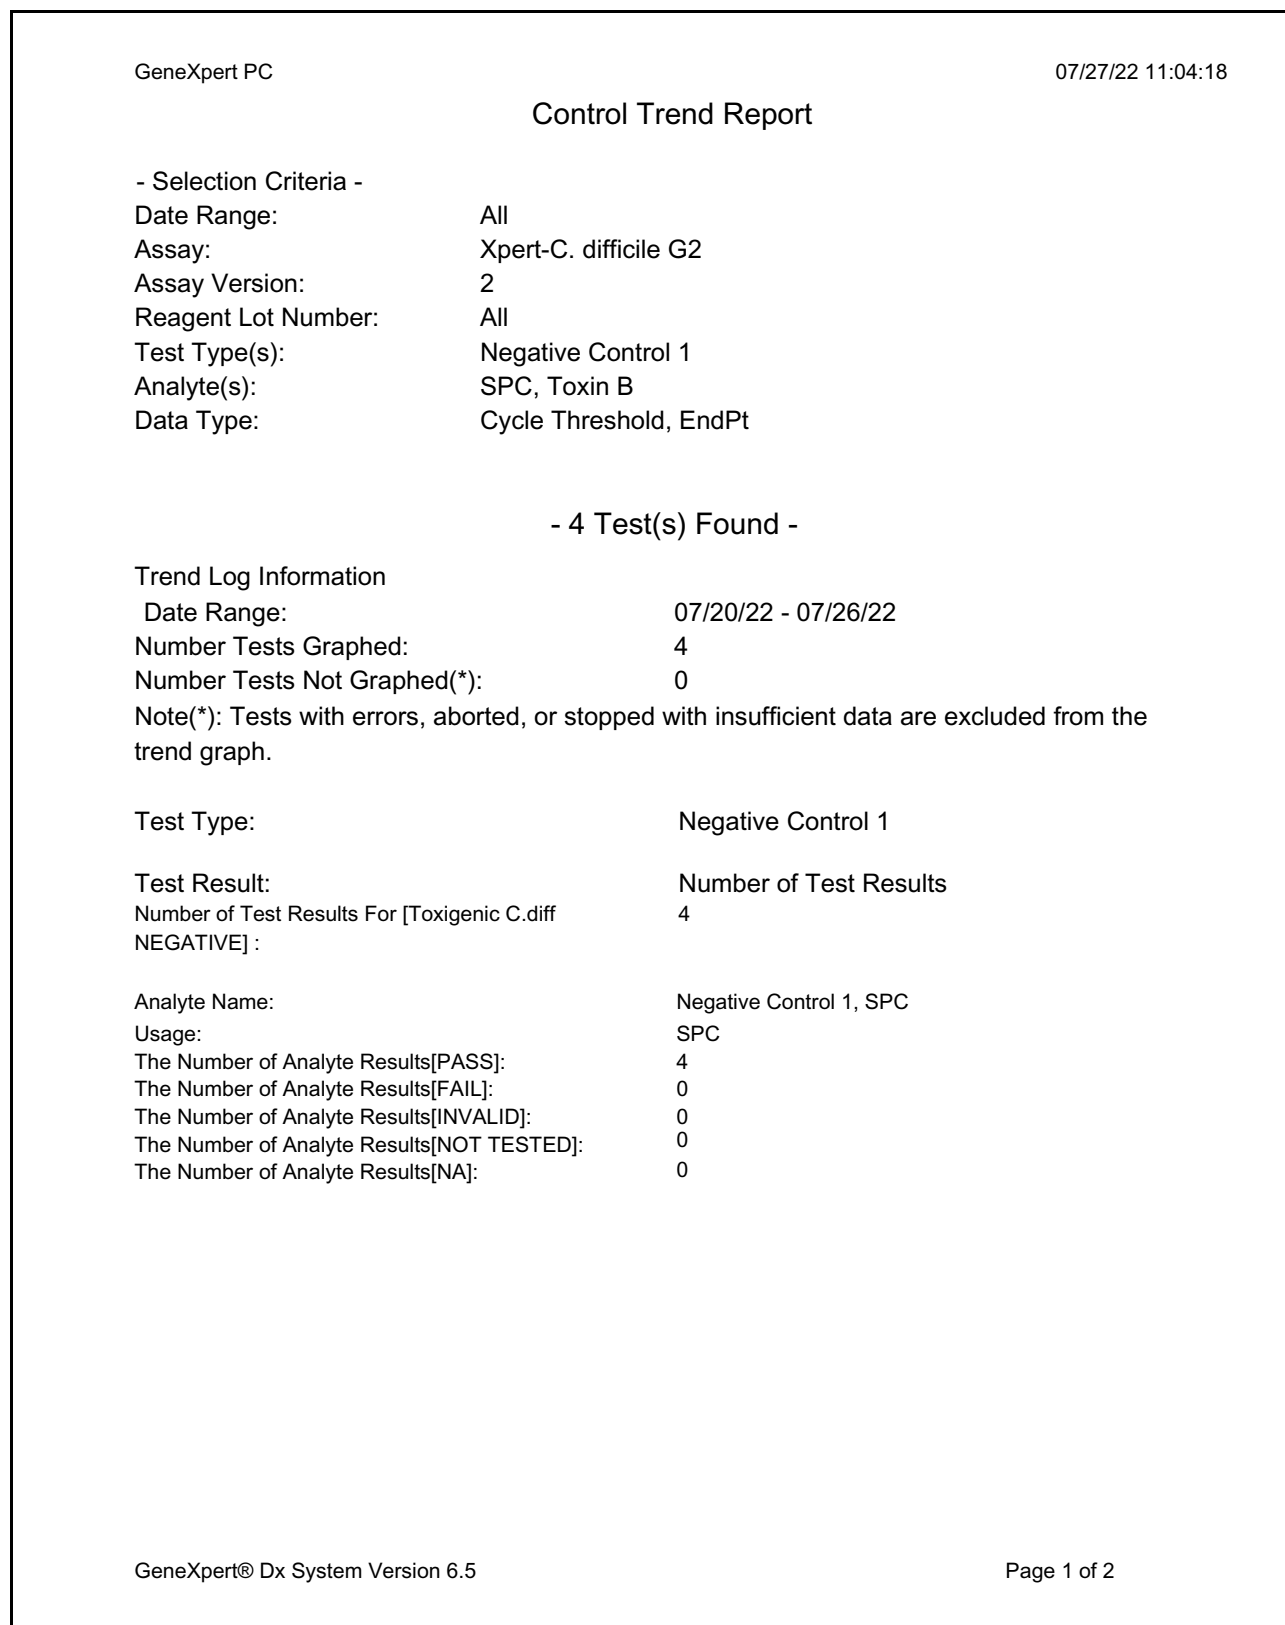 GeneXpert PC 07/27/22 11:04:18
Control Trend Report
- Selection Criteria -
Date Range: All
Assay: Xpert-C. difficile G2
Assay Version: 2
Reagent Lot Number: All
Test Type(s): Negative Control 1
Analyte(s): SPC, Toxin B
Data Type: Cycle Threshold, EndPt
- 4 Test(s) Found -
Trend Log Information
Date Range: 07/20/22 - 07/26/22
Number Tests Graphed: 4
Number Tests Not Graphed(*): 0
Note(*): Tests with errors, aborted, or stopped with insufficient data are excluded from the
trend graph.
Test Type: Negative Control 1
Test Result: Number of Test Results
Number of Test Results For [Toxigenic C.diff 4
NEGATIVE] :
Analyte Name: Negative Control 1, SPC
Usage: SPC
The Number of Analyte Results[PASS]: 4
The Number of Analyte Results[FAIL]: 0
The Number of Analyte Results[INVALID]: 0
The Number of Analyte Results[NOT TESTED]: 0
The Number of Analyte Results[NA]: 0
GeneXpert® Dx System Version 6.5 Page 1 of 2